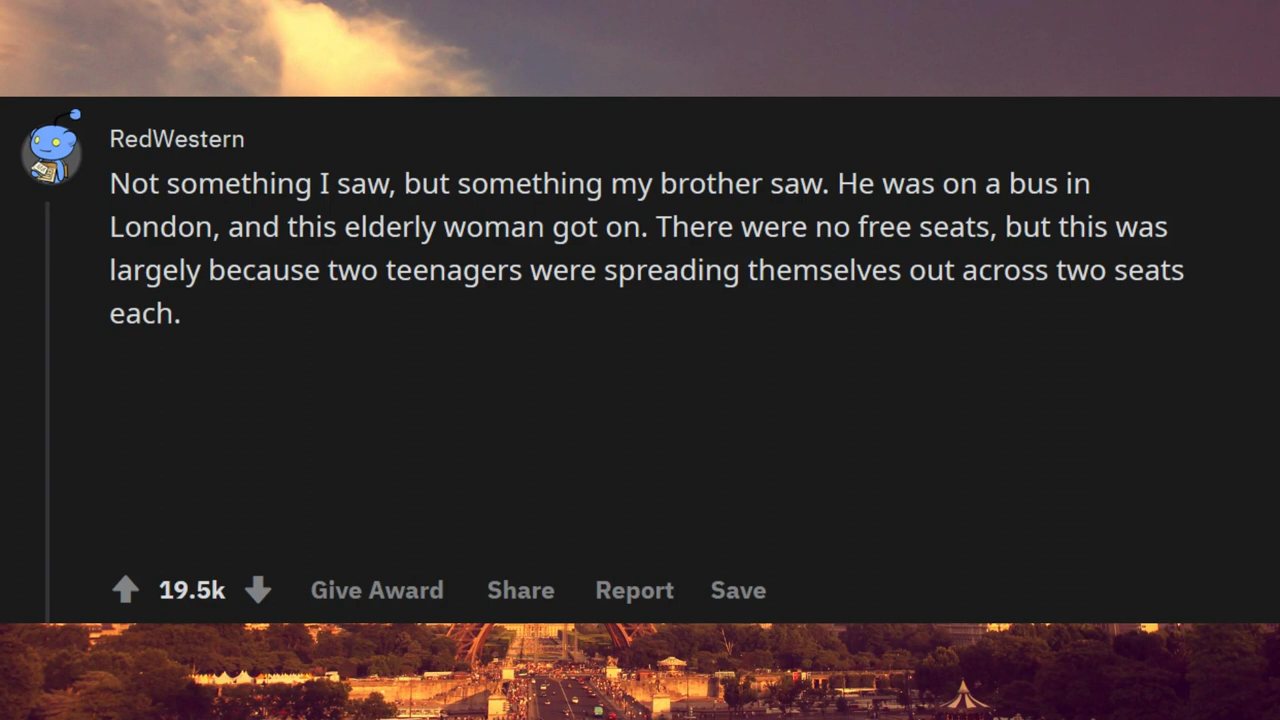 RedWestern
Not something I saw, but something my brother saw. He was on a bus in
London, and this elderly woman got on. There were no free seats, but this was
largely because two teenagers were spreading themselves out across two seats
each.
19.5k Give Award Share Report Save